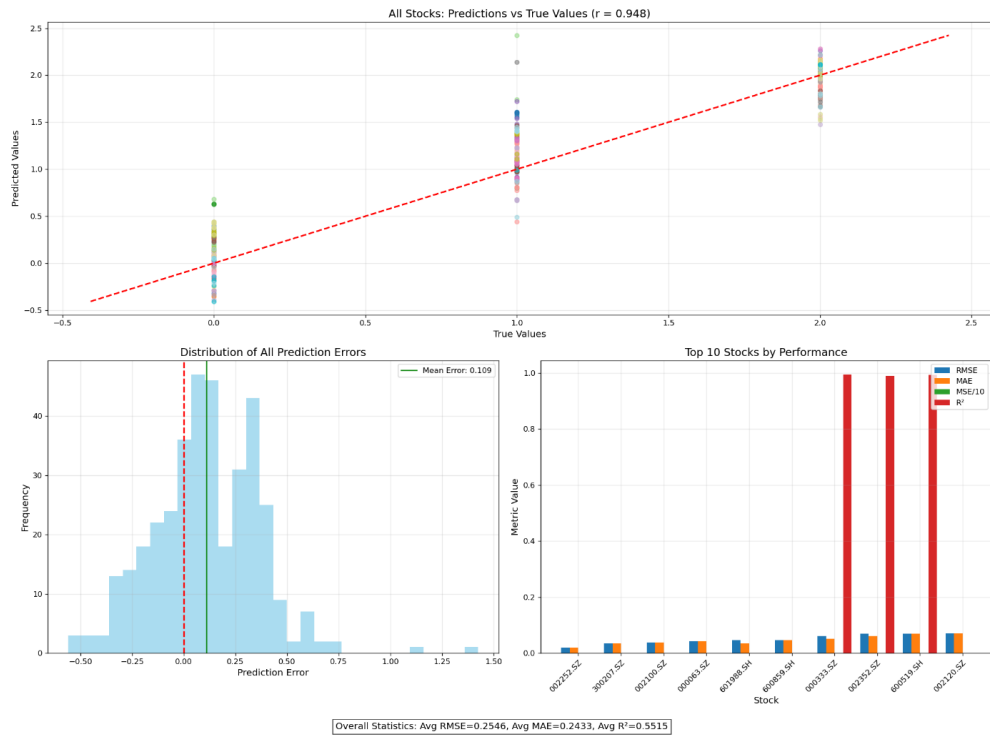 All Stocks: Predictions vs True Values (r = 0.948)
Predicted Values
2.5
2.0
1.5
1.0
0.5
0.0
−0.5
−0.5
0.0
0.5
1.0
1.5
2.0
2.5
True Values
Distribution of All Prediction Errors
Mean Error: 0.109
Frequency
40
30
20
10
0
−0.50
−0.25
0.00
0.25
0.50
0.75
1.00
1.25
1.50
Prediction Error
Top 10 Stocks by Performance
RMSE
MAE
MSE/10
R²
Metric Value
1.0
0.8
0.6
0.4
0.2
0.0
002252.SZ
300207.SZ
002100.SZ
000063.SZ
601988.SH
600859.SH
000333.SZ
002352.SZ
600519.SH
002120.SZ
Stock
Overall Statistics: Avg RMSE=0.2546, Avg MAE=0.2433, Avg R²=0.5515